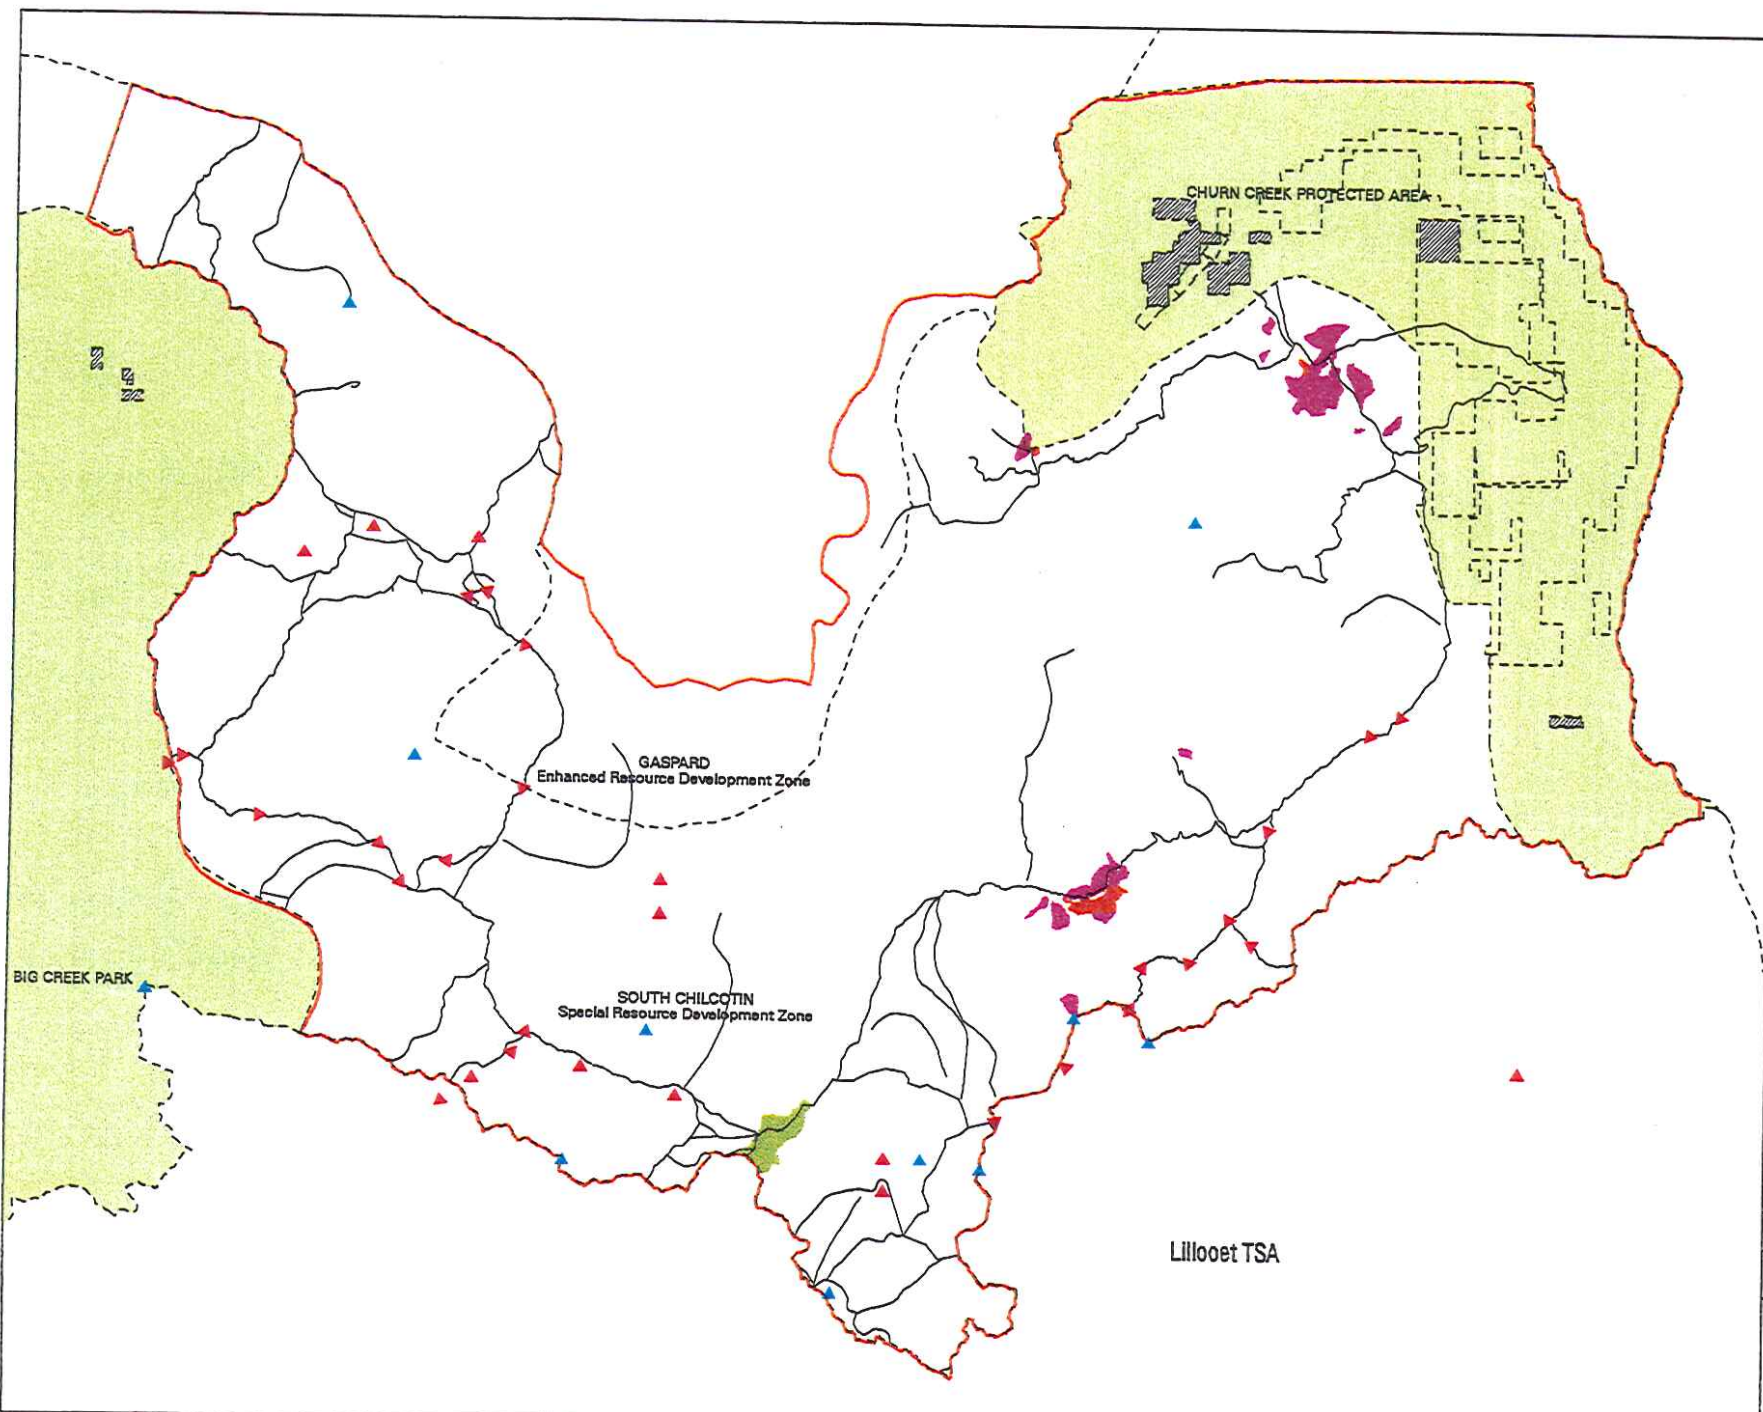 CHURN CREEK PROTECTED AREA
GASPARD
Enhanced Resource Development Zone
BIG CREEK PARK
SOUTH CHILCOTIN
Special Resource Development Zone
Lillooet TSA